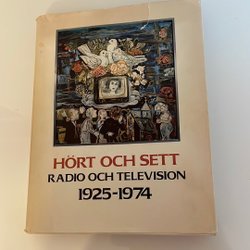 HÖRT OCH SETT
RADIO OCH TELEVISION
1925-1974